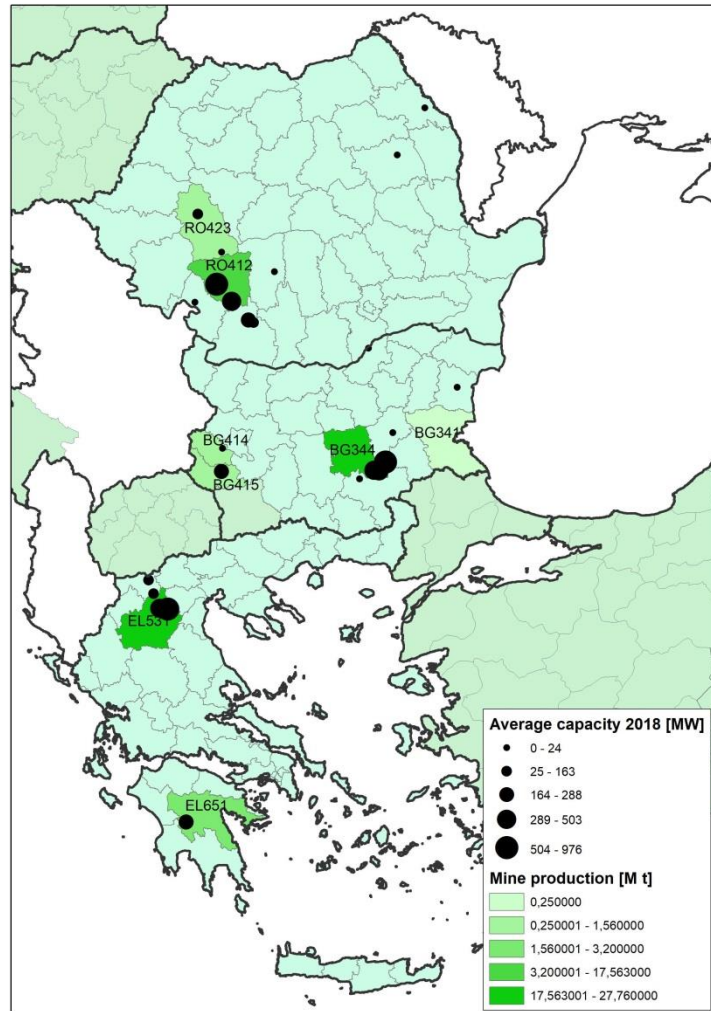 RO423
RO412
BG414
BG344
BG341
BG415
EL531
EL651
Average capacity 2018 [MW]
0 - 24
25 - 163
164 - 288
289 - 503
504 - 976
Mine production [M t]
0,250000
0,250001 - 1,560000
1,560001 - 3,200000
3,200001 - 17,563000
17,563001 - 27,760000